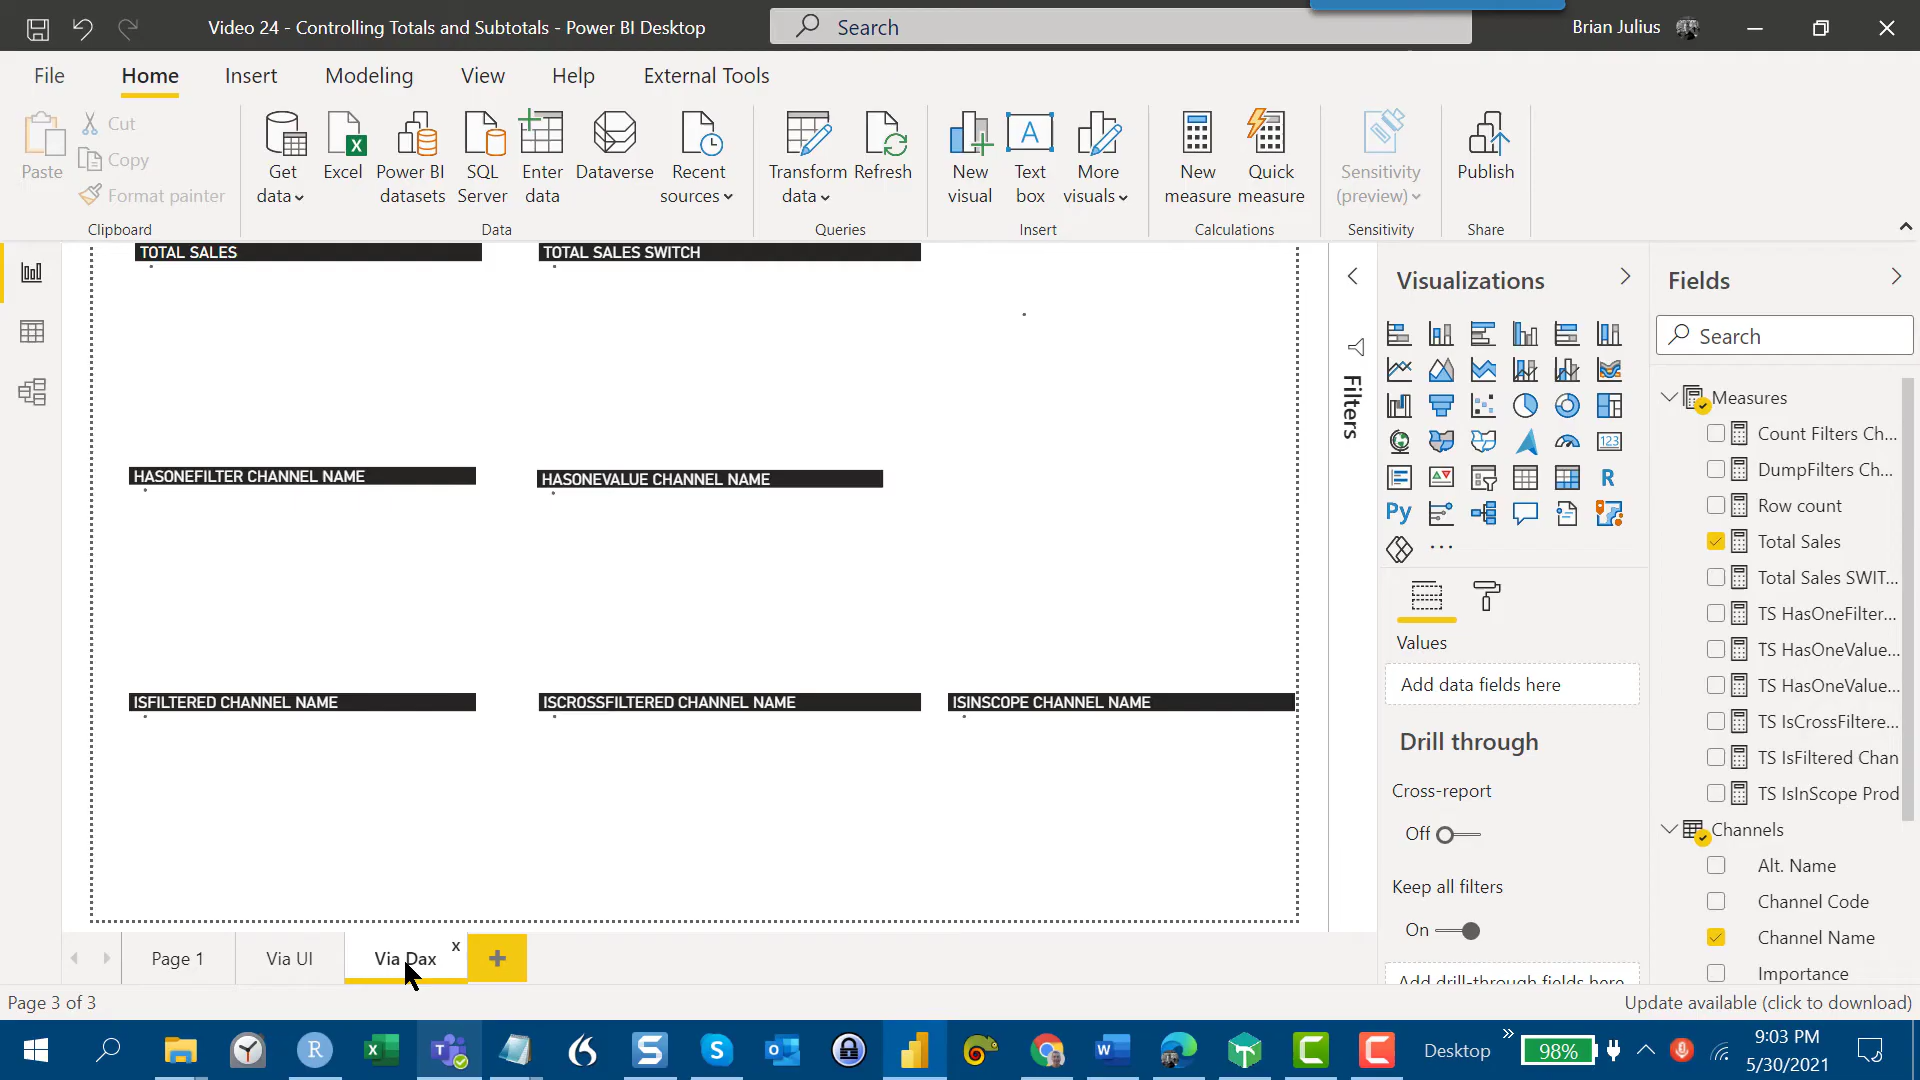 Video 24 - Controlling Totals and Subtotals - Power BI Desktop
Search
Brian Julius
File
Home
Insert
Modeling
View
Help
External Tools
Paste
Cut
Copy
Format painter
Get data
Excel
Power BI datasets
SQL Server
Enter data
Dataverse
Recent sources
Transform data
Refresh
New visual
Text box
More visuals
New measure
Quick measure
Sensitivity (preview)
Publish
Clipboard
Data
Queries
Insert
Calculations
Sensitivity
Share
TOTAL SALES
TOTAL SALES SWITCH
HASONEFILTER CHANNEL NAME
HASONEVALUE CHANNEL NAME
ISFILTERED CHANNEL NAME
ISCROSSFILTERED CHANNEL NAME
ISINSCOPE CHANNEL NAME
Filters
Visualizations
R
Py
123
Values
Add data fields here
Drill through
Cross-report
Off
Keep all filters
On
Add drill-through fields here
Fields
Search
Measures
Count Filters Ch...
DumpFilters Ch...
Row count
Total Sales
Total Sales SWIT...
TS HasOneFilter...
TS HasOneValue...
TS HasOneValue...
TS IsCrossFiltere...
TS IsFiltered Chan
TS IsInScope Prod
Channels
Alt. Name
Channel Code
Channel Name
Importance
Page 1
Via UI
Via Dax
x
Page 3 of 3
Update available (click to download)
Desktop
98%
9:03 PM
5/30/2021